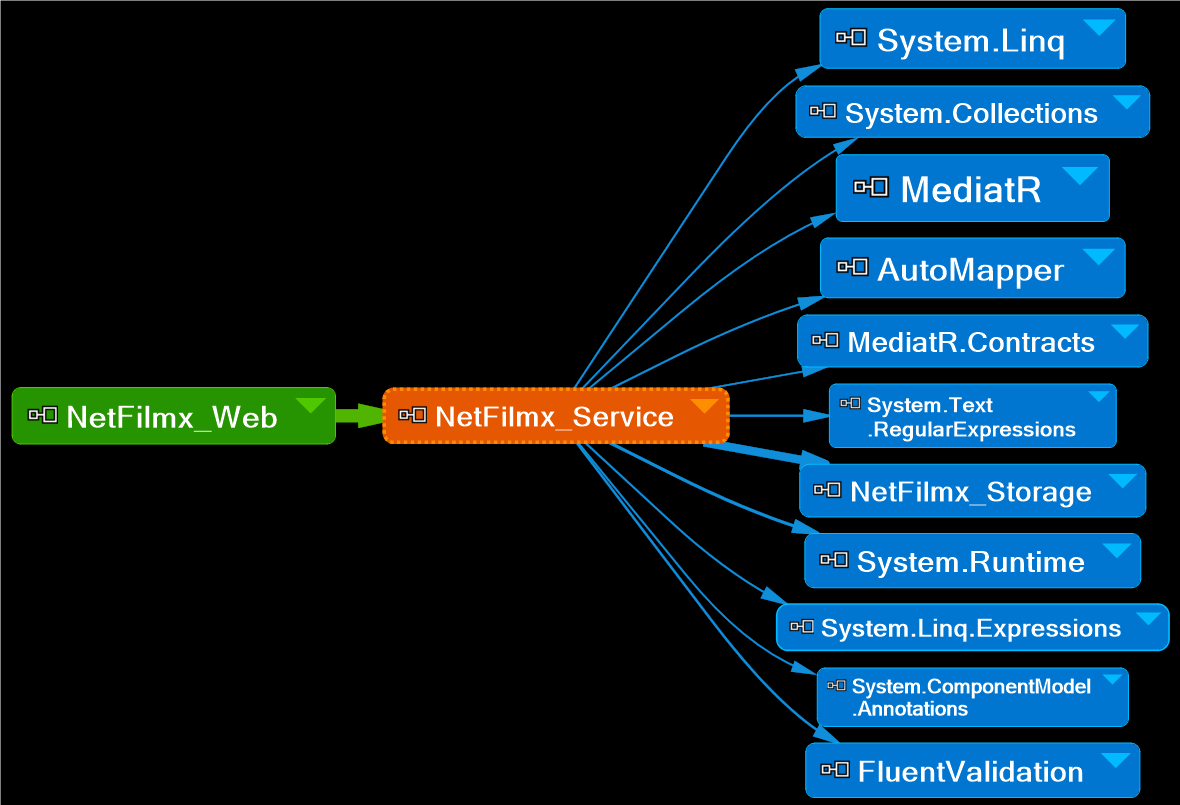 System.Linq
System.Collections
MediatR
AutoMapper
MediatR.Contracts
NetFilmx_Web
NetFilmx_Service
System.Text
.RegularExpressions
NetFilmx_Storage
System.Runtime
System.Linq.Expressions
System.ComponentModel
.Annotations
FluentValidation